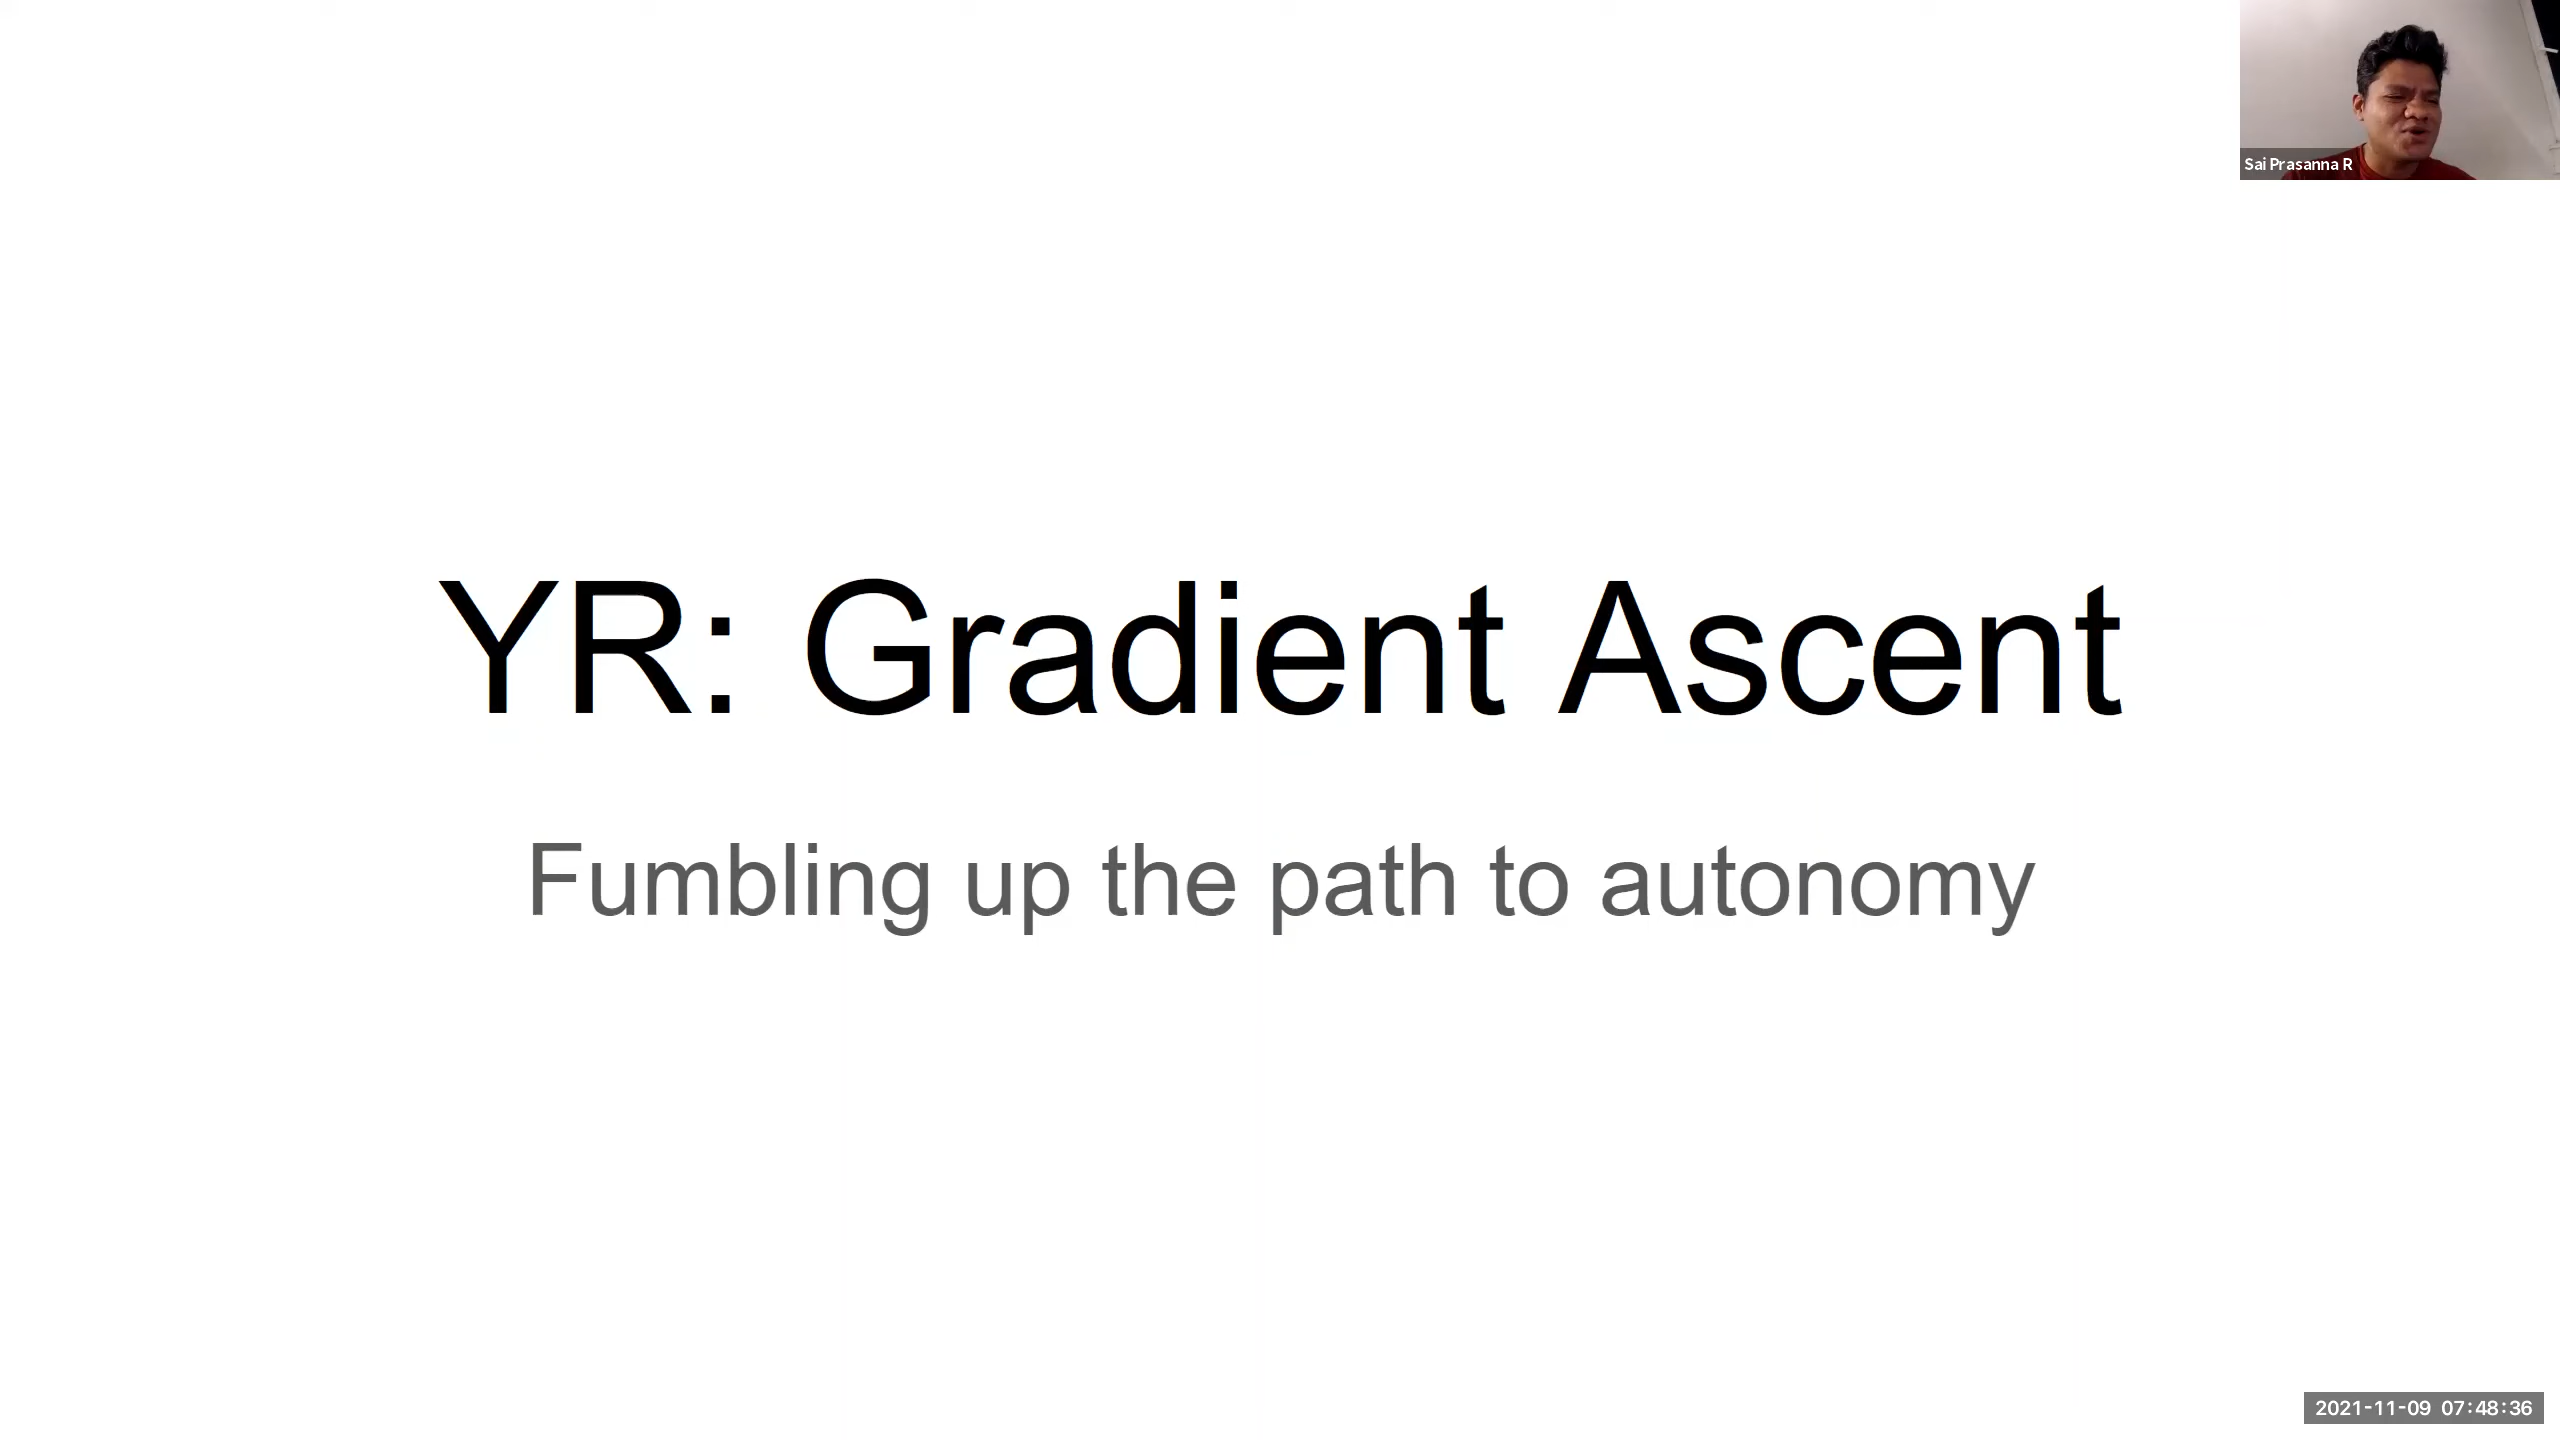 Sai Prasanna R
YR: Gradient Ascent
Fumbling up the path to autonomy
2021-11-09 07:48:36